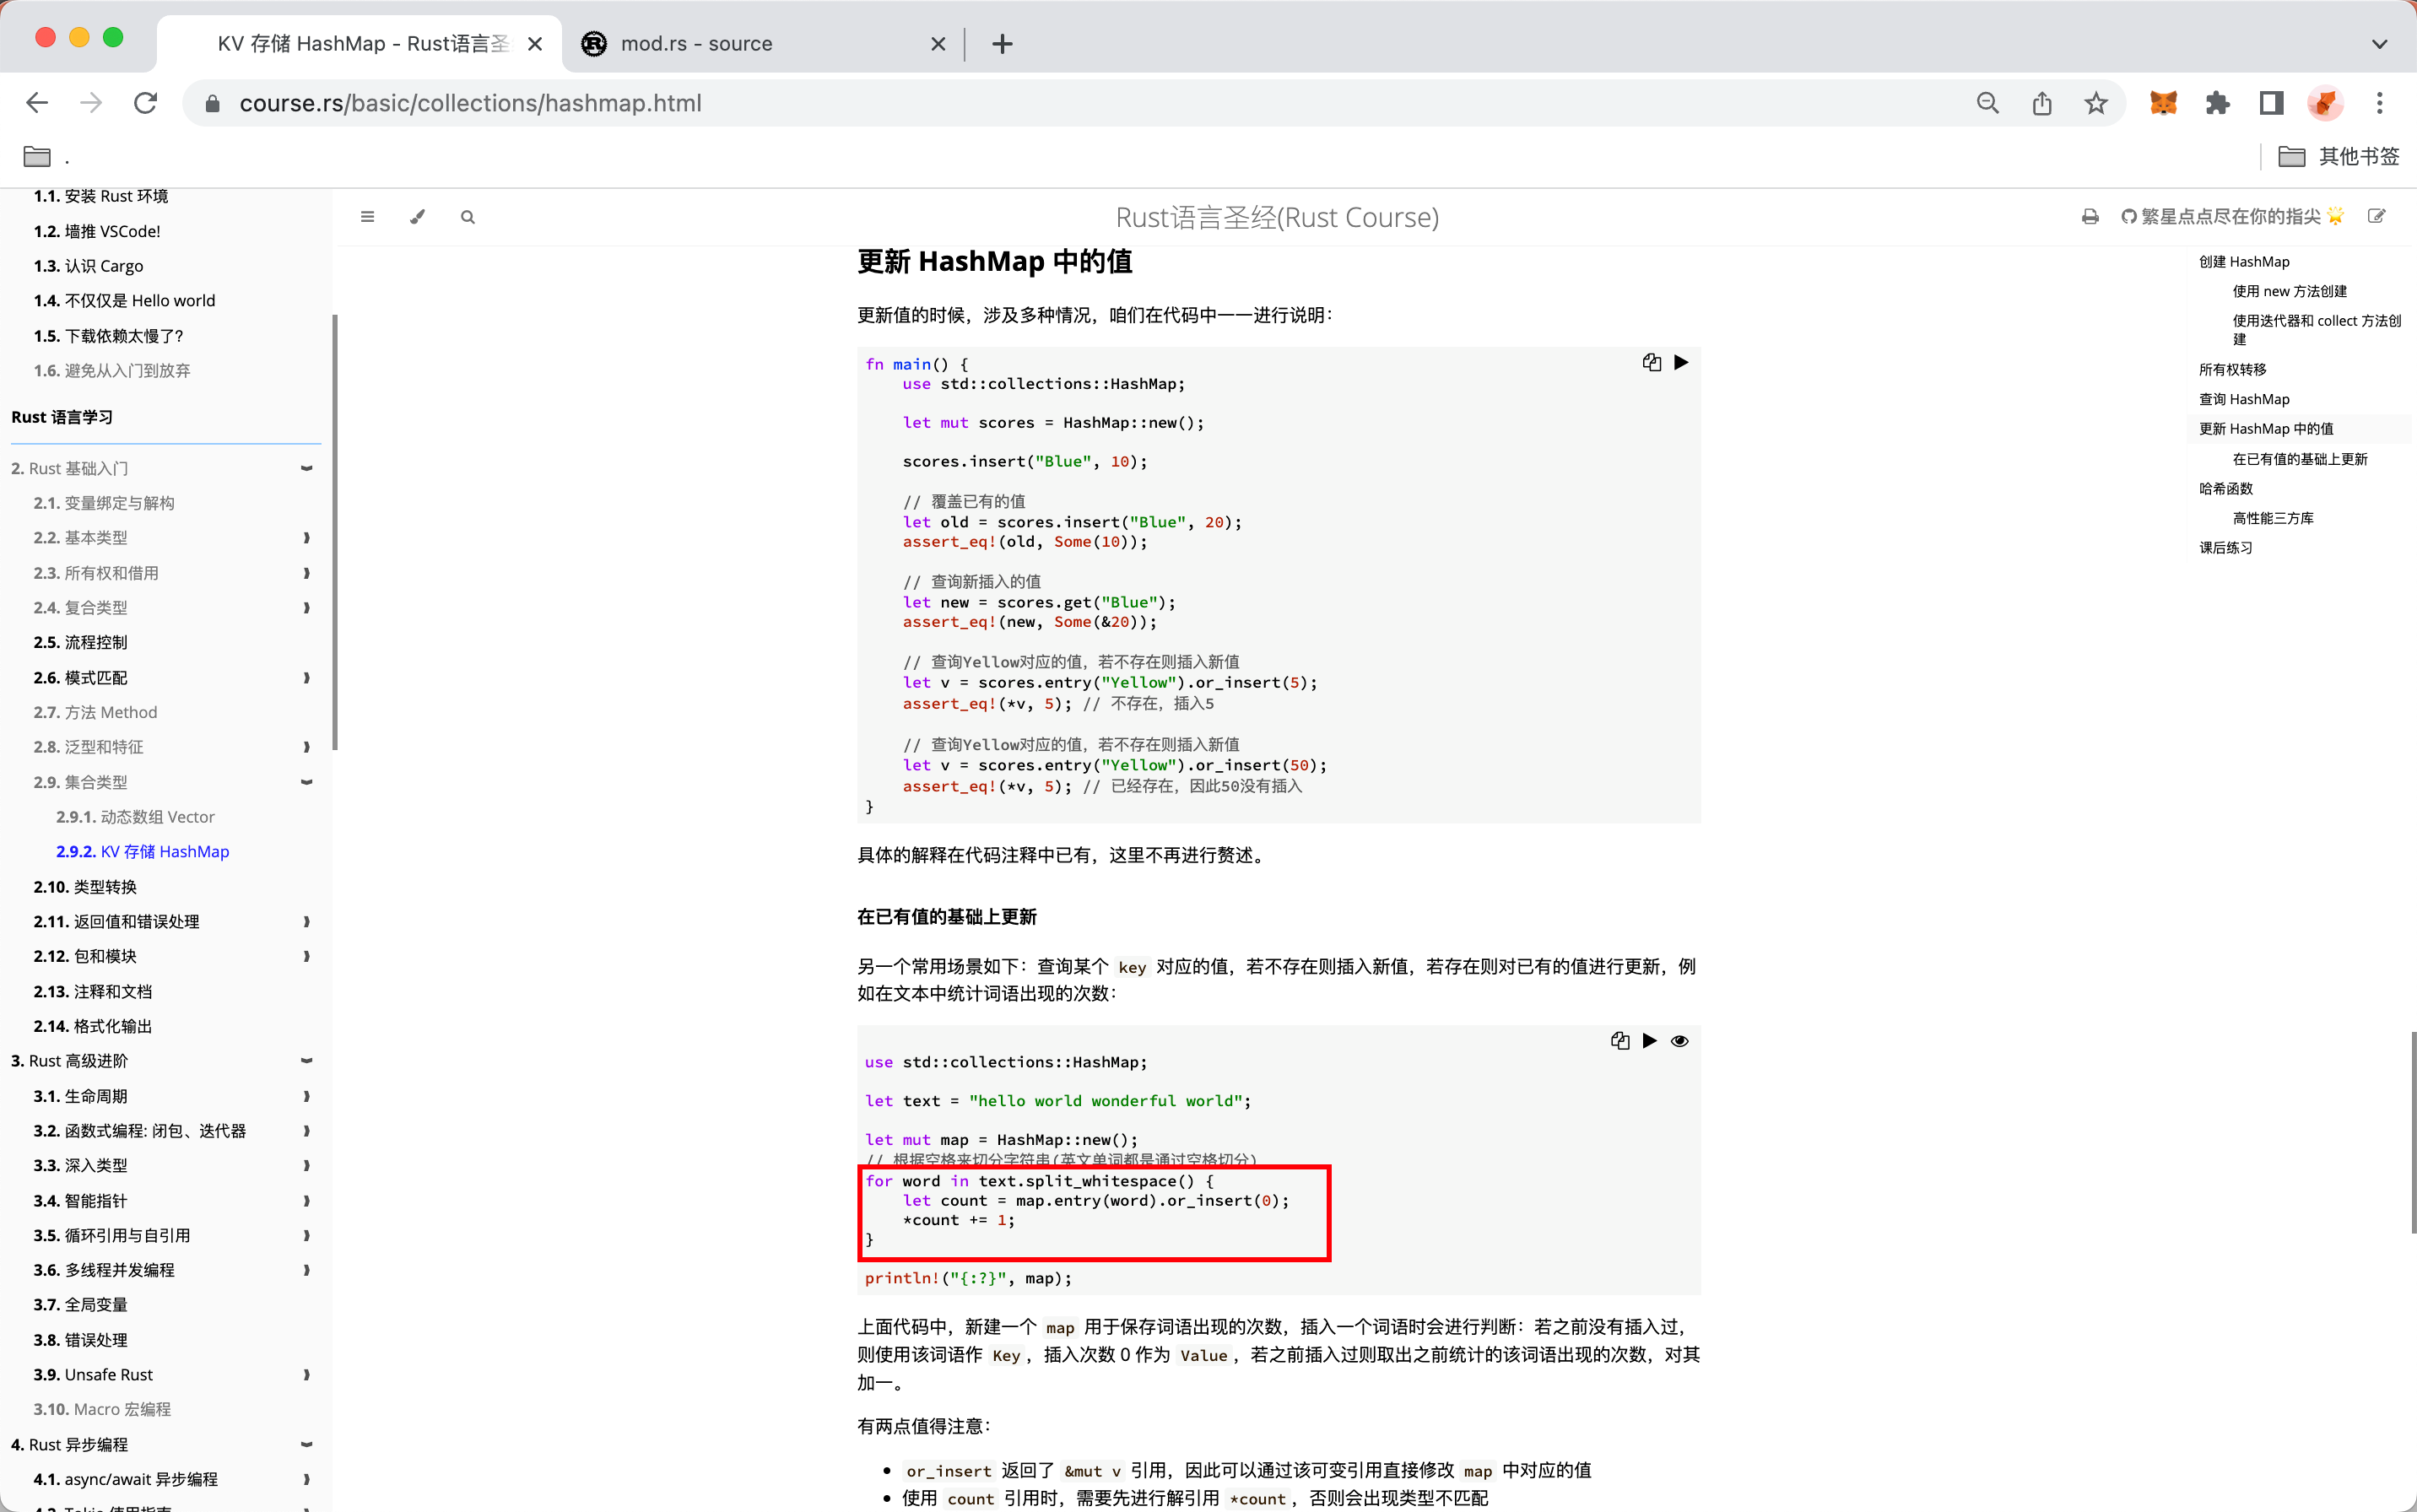 KV 存储 HashMap - Rust语言圣
mod.rs - source
course.rs/basic/collections/hashmap.html
.
其他书签
1.1. 安装 Rust 环境
1.2. 墙推 VSCode!
1.3. 认识 Cargo
1.4. 不仅仅是 Hello world
1.5. 下载依赖太慢了?
1.6. 避免从入门到放弃
Rust 语言学习
2. Rust 基础入门
2.1. 变量绑定与解构
2.2. 基本类型
2.3. 所有权和借用
2.4. 复合类型
2.5. 流程控制
2.6. 模式匹配
2.7. 方法 Method
2.8. 泛型和特征
2.9. 集合类型
2.9.1. 动态数组 Vector
2.9.2. KV 存储 HashMap
2.10. 类型转换
2.11. 返回值和错误处理
2.12. 包和模块
2.13. 注释和文档
2.14. 格式化输出
3. Rust 高级进阶
3.1. 生命周期
3.2. 函数式编程: 闭包、迭代器
3.3. 深入类型
3.4. 智能指针
3.5. 循环引用与自引用
3.6. 多线程并发编程
3.7. 全局变量
3.8. 错误处理
3.9. Unsafe Rust
3.10. Macro 宏编程
4. Rust 异步编程
4.1. async/await 异步编程
4.2. Tokio 使用指南
Rust语言圣经(Rust Course)
繁星点点尽在你的指尖 🌟
更新 HashMap 中的值
更新值的时候，涉及多种情况，咱们在代码中一一进行说明：
fn main() {
    use std::collections::HashMap;
    let mut scores = HashMap::new();
    scores.insert("Blue", 10);
    // 覆盖已有的值
    let old = scores.insert("Blue", 20);
    assert_eq!(old, Some(10));
    // 查询新插入的值
    let new = scores.get("Blue");
    assert_eq!(new, Some(&20));
    // 查询Yellow对应的值，若不存在则插入新值
    let v = scores.entry("Yellow").or_insert(5);
    assert_eq!(*v, 5); // 不存在，插入5
    // 查询Yellow对应的值，若不存在则插入新值
    let v = scores.entry("Yellow").or_insert(50);
    assert_eq!(*v, 5); // 已经存在，因此50没有插入
}
具体的解释在代码注释中已有，这里不再进行赘述。
在已有值的基础上更新
另一个常用场景如下：查询某个 key 对应的值，若不存在则插入新值，若存在则对已有的值进行更新，例
如在文本中统计词语出现的次数：
use std::collections::HashMap;
let text = "hello world wonderful world";
let mut map = HashMap::new();
// 根据空格来切分字符串(英文单词都是通过空格切分)
for word in text.split_whitespace() {
    let count = map.entry(word).or_insert(0);
    *count += 1;
}
println!("{:?}", map);
上面代码中，新建一个 map 用于保存词语出现的次数，插入一个词语时会进行判断：若之前没有插入过，
则使用该词语作 Key，插入次数 0 作为 Value，若之前插入过则取出之前统计的该词语出现的次数，对其
加一。
有两点值得注意：
• or_insert 返回了 &mut v 引用，因此可以通过该可变引用直接修改 map 中对应的值
• 使用 count 引用时，需要先进行解引用 *count，否则会出现类型不匹配
创建 HashMap
使用 new 方法创建
使用迭代器和 collect 方法创
建
所有权转移
查询 HashMap
更新 HashMap 中的值
在已有值的基础上更新
哈希函数
高性能三方库
课后练习